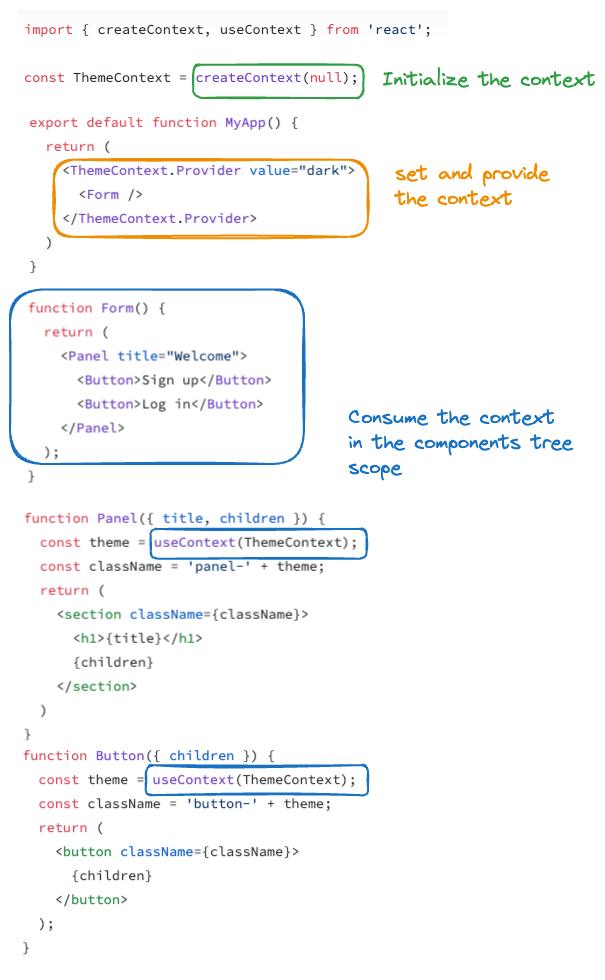 import { createContext, useContext } from 'react';
const ThemeContext = createContext(null);
Initialize the context
export default function MyApp() {
return (
<ThemeContext.Provider value="dark">
<Form />
</ThemeContext.Provider>
)
}
set and provide
the context
function Form() {
return (
<Panel title="Welcome">
<Button>Sign up</Button>
<Button>Log in</Button>
</Panel>
);
}
Consume the context
in the components tree
scope
function Panel({ title, children }) {
const theme = useContext(ThemeContext);
const className = 'panel-' + theme;
return (
<section className={className}>
<h1>{title}</h1>
{children}
</section>
)
}
function Button({ children }) {
const theme = useContext(ThemeContext);
const className = 'button-' + theme;
return (
<button className={className}>
{children}
</button>
);
}